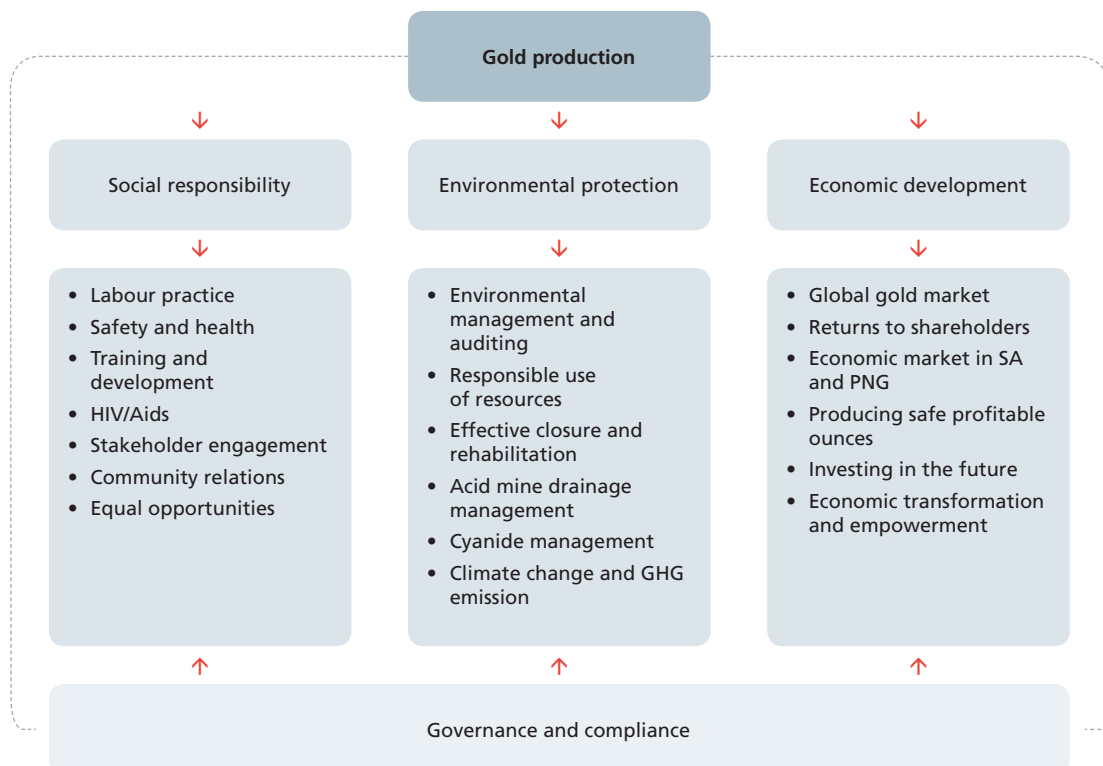 Gold production
Social responsibility
Environmental protection
Economic development
• Labour practice
• Safety and health
• Training and
development
• HIV/Aids
• Stakeholder engagement
• Community relations
• Equal opportunities
• Environmental
management and
auditing
• Responsible use
of resources
• Effective closure and
rehabilitation
• Acid mine drainage
management
• Cyanide management
• Climate change and GHG
emission
• Global gold market
• Returns to shareholders
• Economic market in SA
and PNG
• Producing safe profitable
ounces
• Investing in the future
• Economic transformation
and empowerment
Governance and compliance